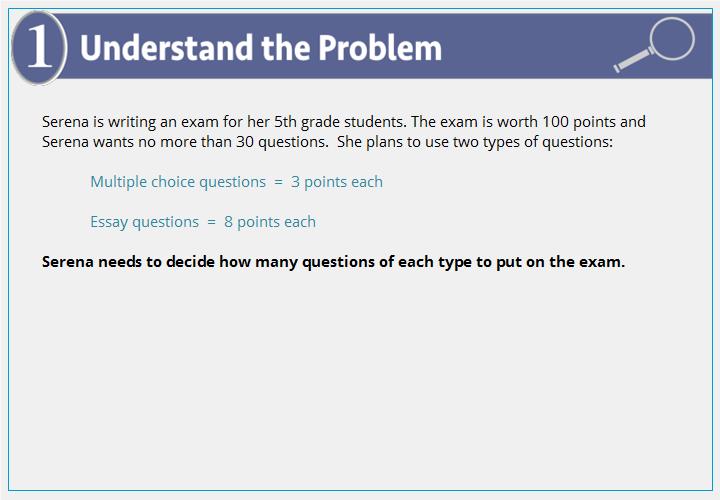 1 Understand the Problem
Serena is writing an exam for her 5th grade students. The exam is worth 100 points and
Serena wants no more than 30 questions.  She plans to use two types of questions:
Multiple choice questions  =  3 points each
Essay questions  =  8 points each
Serena needs to decide how many questions of each type to put on the exam.